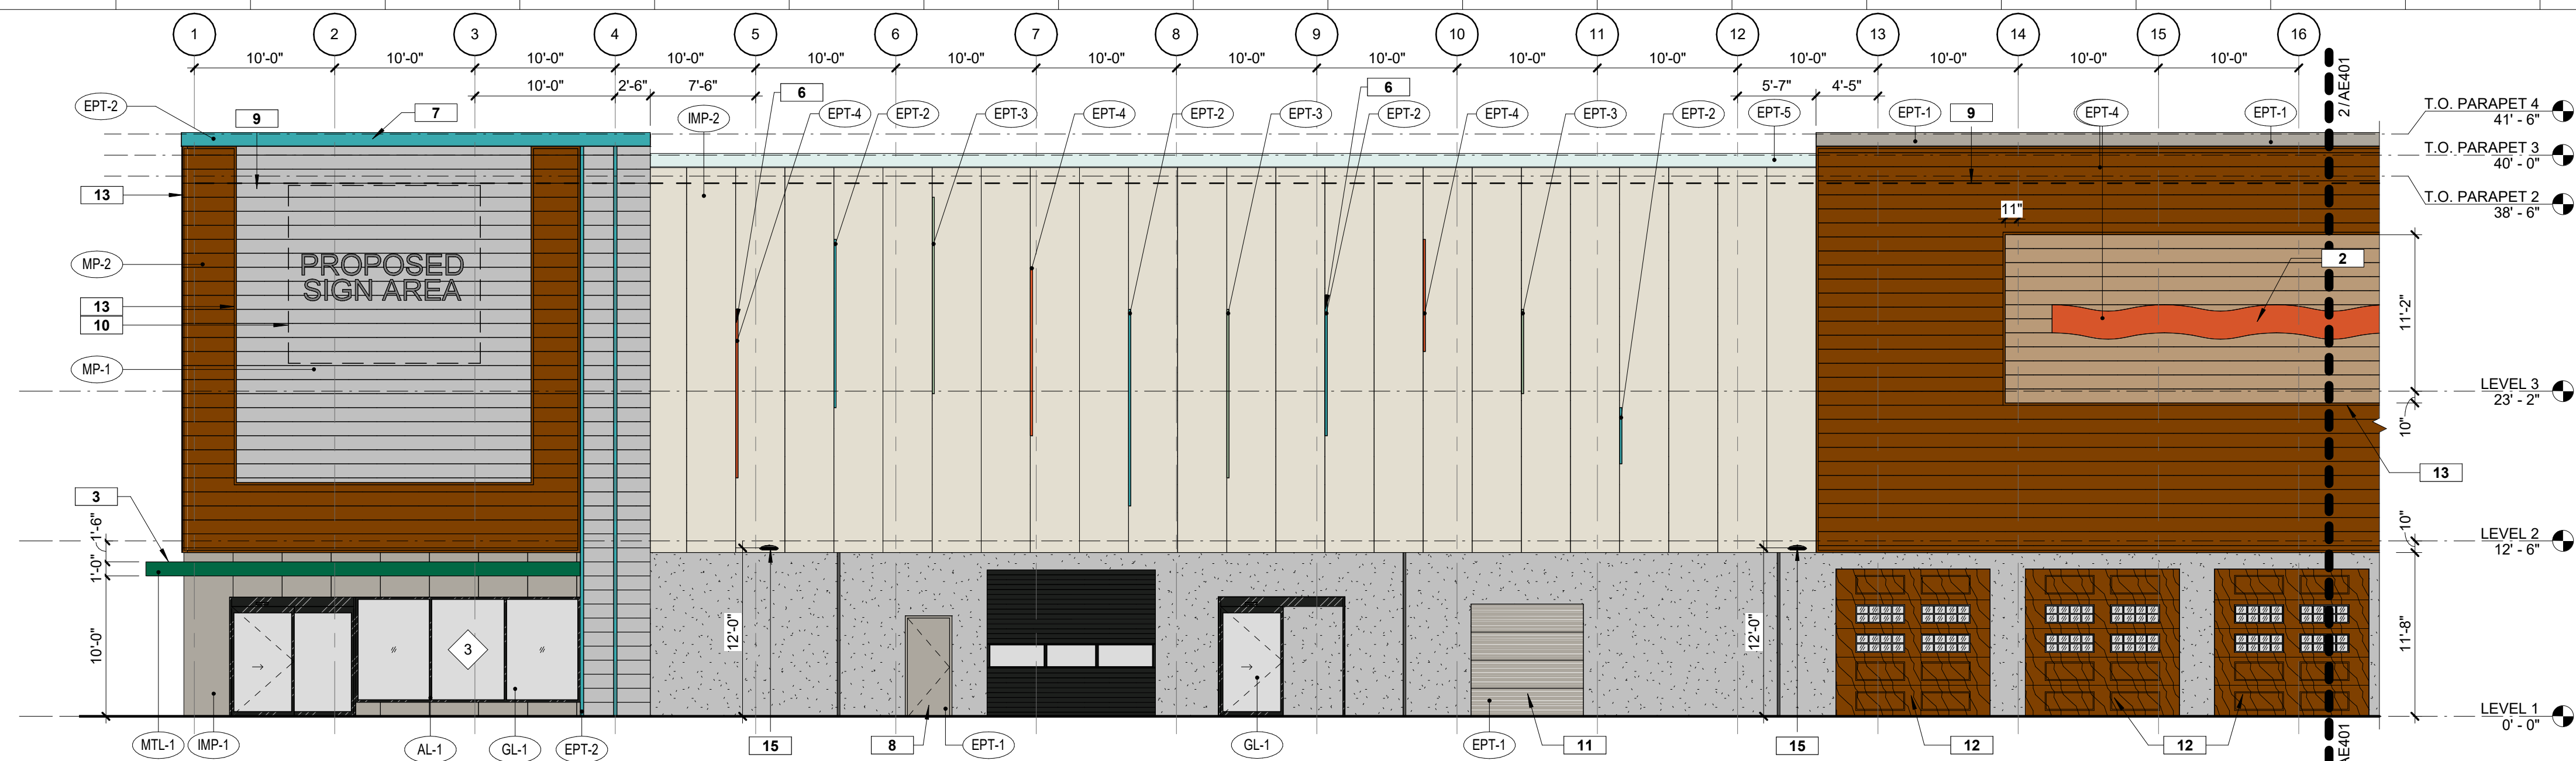 1 2 3 4 5 6 7 8 9 10 11 12 13 14 15 16
10'-0" 10'-0" 10'-0" 10'-0" 10'-0" 10'-0" 10'-0" 10'-0" 10'-0" 10'-0" 10'-0" 10'-0" 10'-0" 10'-0" 10'-0"
10'-0" 2'-6" 7'-6" 5'-7" 4'-5"
2 / AE401
EPT-2 9 7 IMP-2 6 EPT-4 EPT-2 EPT-3 EPT-4 EPT-2 EPT-3 6 EPT-2 EPT-4 EPT-3 EPT-2 EPT-5 EPT-1 9 EPT-4 EPT-1
T.O. PARAPET 4
41' - 6"
T.O. PARAPET 3
40' - 0"
T.O. PARAPET 2
38' - 6"
13
11"
MP-2
PROPOSED
SIGN AREA
2
13
10
11'-2"
MP-1
LEVEL 3
23' - 2"
10"
13
3
1'-6"
10"
LEVEL 2
12' - 6"
1'-0"
10'-0"
3
12'-0"
12'-0"
11'-8"
LEVEL 1
0' - 0"
MTL-1 IMP-1 AL-1 GL-1 EPT-2 15 8 EPT-1 GL-1 EPT-1 11 15 12 12
AE401